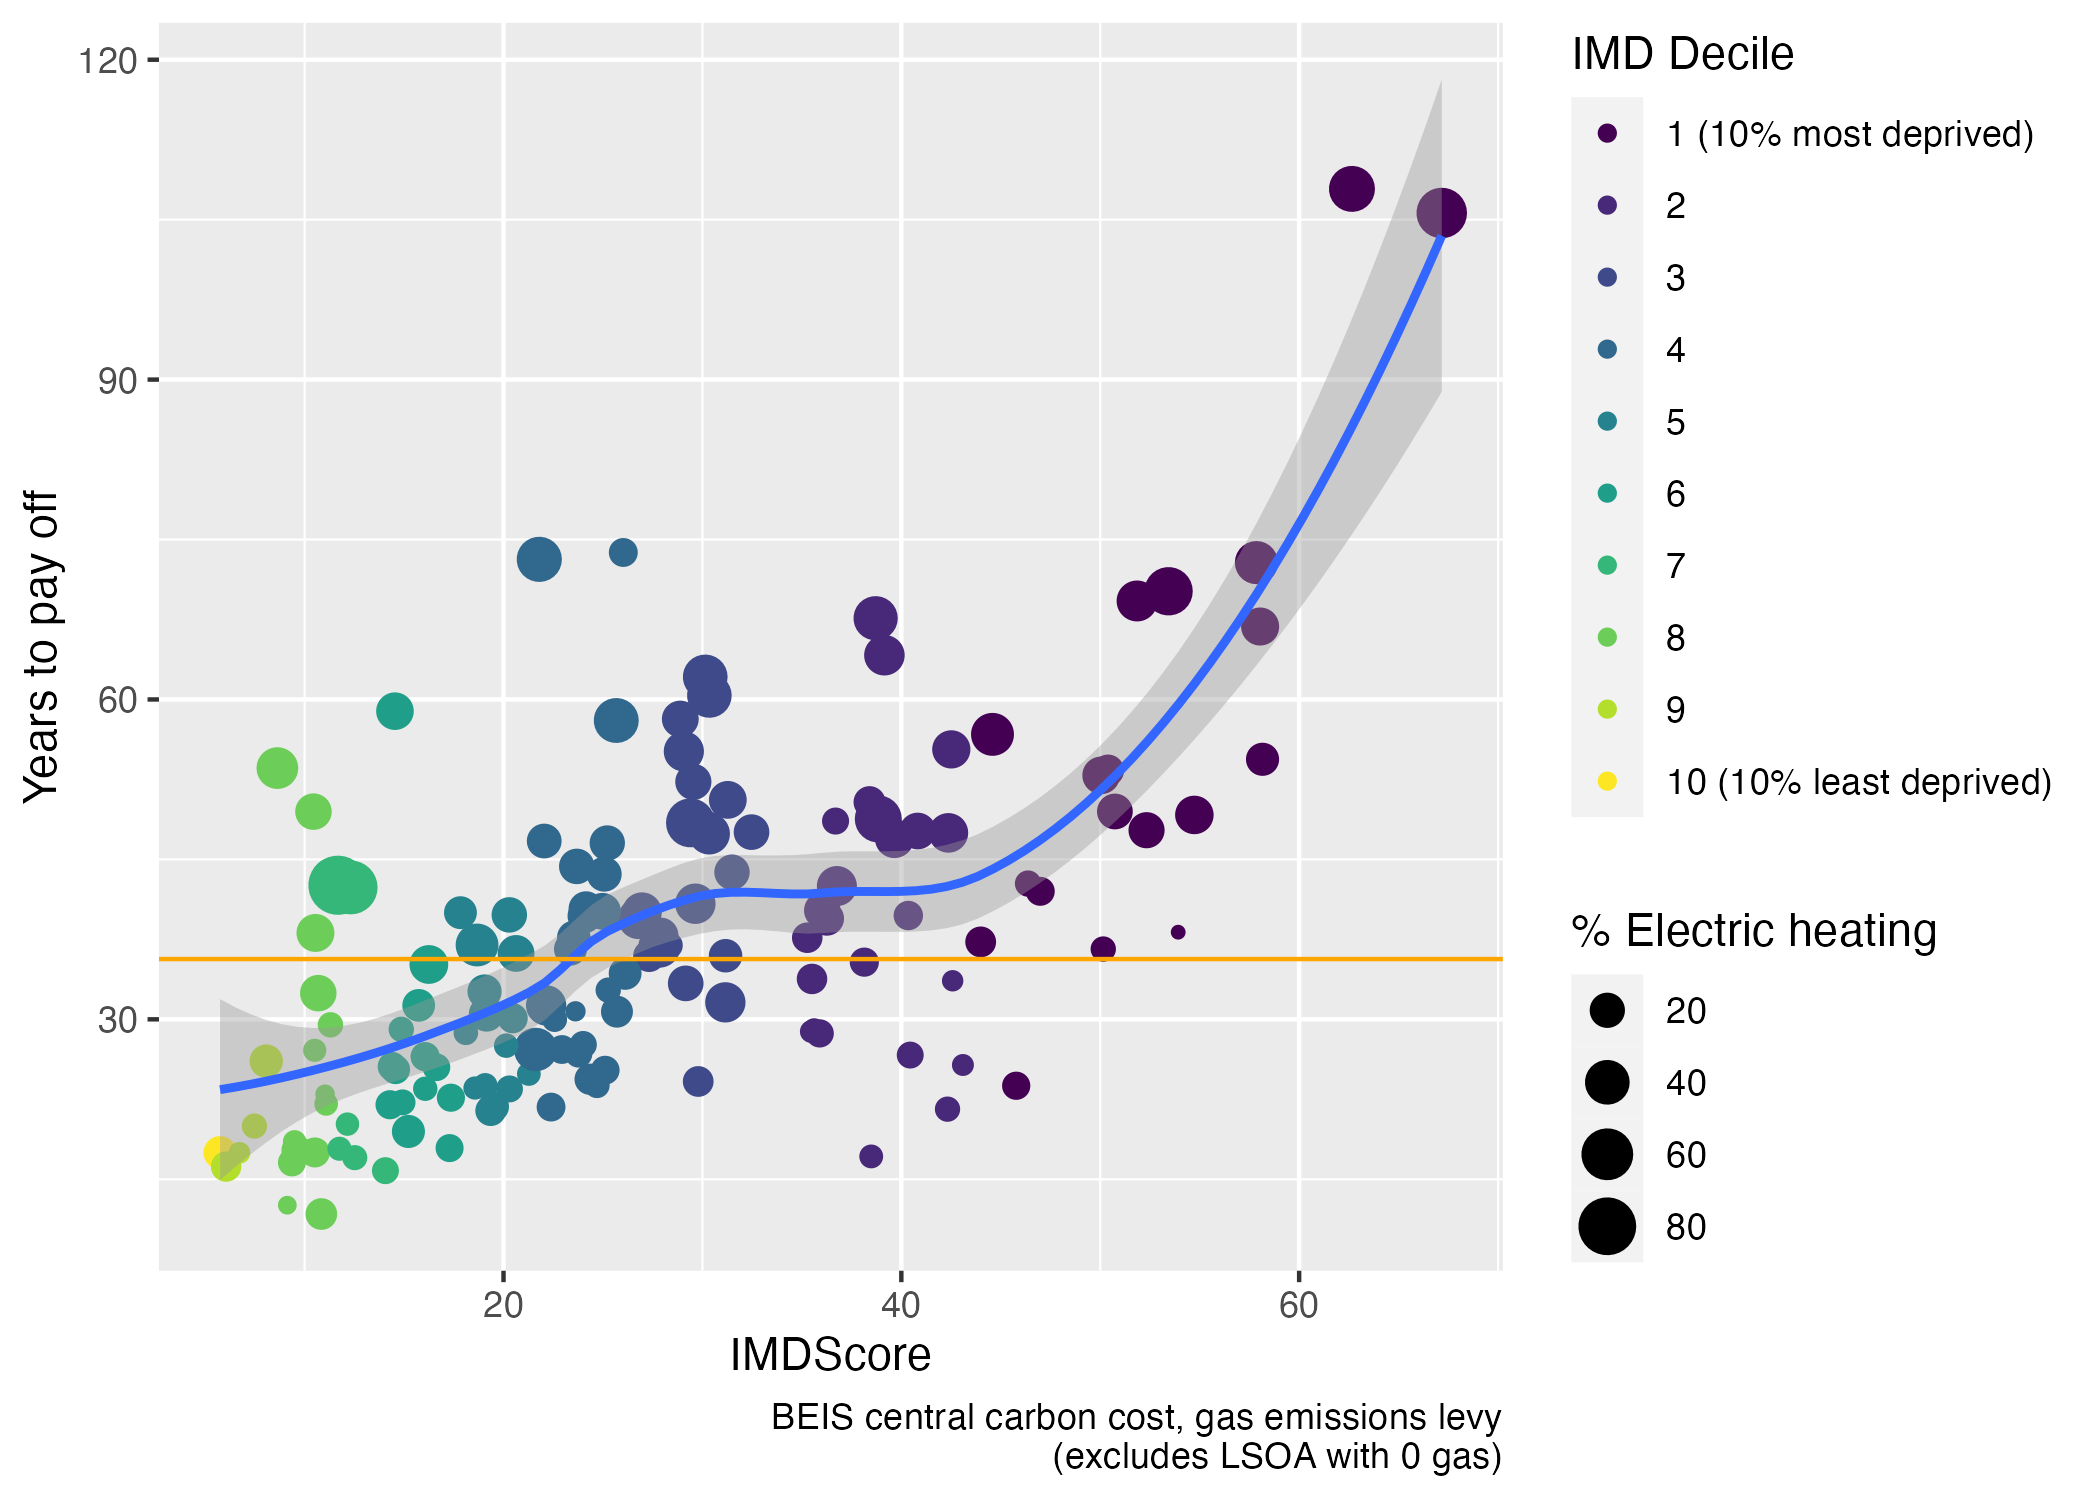 120
90
60
30
Years to pay off
20
40
60
IMDScore
BEIS central carbon cost, gas emissions levy
(excludes LSOA with 0 gas)
IMD Decile
1 (10% most deprived)
2
3
4
5
6
7
8
9
10 (10% least deprived)
% Electric heating
20
40
60
80